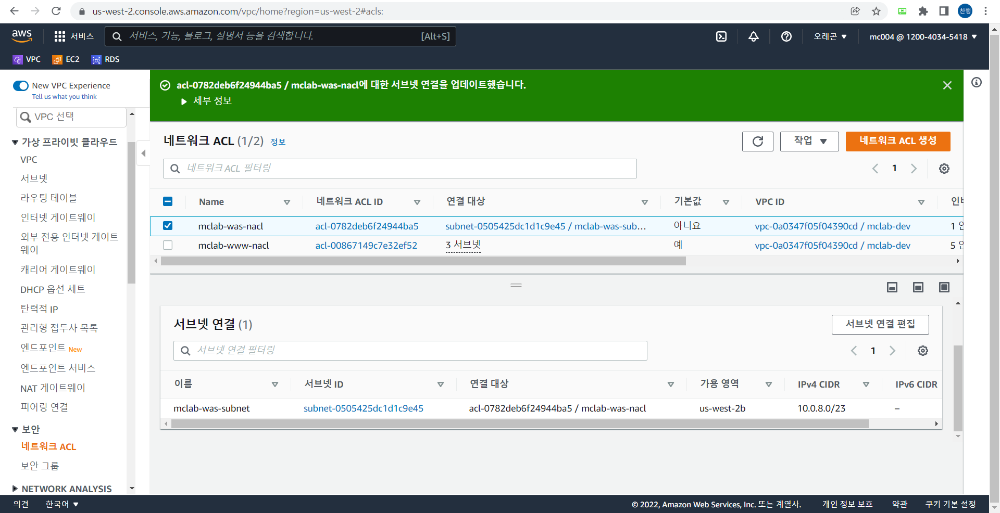 us-west-2.console.aws.amazon.com/vpc/home?region=us-west-2#acls:
찬행
aws
서비스
서비스, 기능, 블로그, 설명서 등을 검색합니다.
[Alt+S]
오레곤 ▼
mc004 @ 1200-4034-5418 ▼
VPC
EC2
RDS
New VPC Experience
Tell us what you think
VPC 선택
가상 프라이빗 클라우드
VPC
서브넷
라우팅 테이블
인터넷 게이트웨이
외부 전용 인터넷 게이트
웨이
캐리어 게이트웨이
DHCP 옵션 세트
탄력적 IP
관리형 접두사 목록
엔드포인트 New
엔드포인트 서비스
NAT 게이트웨이
피어링 연결
보안
네트워크 ACL
보안 그룹
NETWORK ANALYSIS
acl-0782deb6f24944ba5 / mclab-was-nacl에 대한 서브넷 연결을 업데이트했습니다.
세부 정보
네트워크 ACL (1/2) 정보
작업 ▼
네트워크 ACL 생성
네트워크 ACL 필터링
1
Name 네트워크 ACL ID 연결 대상 기본값 VPC ID
mclab-was-nacl acl-0782deb6f24944ba5 subnet-0505425dc1d1c9e45 / mclab-was-sub... 아니요 vpc-0a0347f05f04390cd / mclab-dev 1
mclab-www-nacl acl-00867149c7e32ef52 3 서브넷 예 vpc-0a0347f05f04390cd / mclab-dev 5
서브넷 연결 (1)
서브넷 연결 편집
서브넷 연결 필터링
1
이름 서브넷 ID 연결 대상 가용 영역 IPv4 CIDR IPv6 CIDR
mclab-was-subnet subnet-0505425dc1d1c9e45 acl-0782deb6f24944ba5 / mclab-was-nacl us-west-2b 10.0.8.0/23 –
의견 한국어 ▼
© 2022, Amazon Web Services, Inc. 또는 계열사. 개인 정보 보호 약관 쿠키 기본 설정